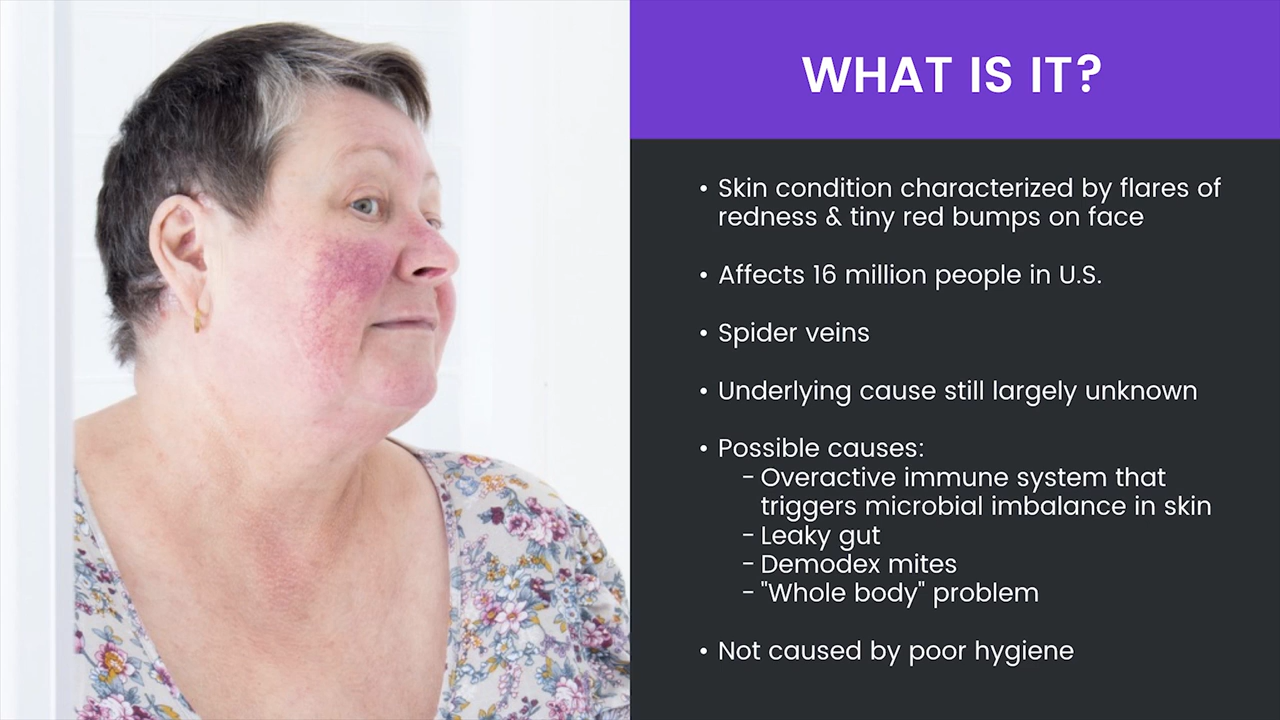 WHAT IS IT?
• Skin condition characterized by flares of
redness & tiny red bumps on face
• Affects 16 million people in U.S.
• Spider veins
• Underlying cause still largely unknown
• Possible causes:
- Overactive immune system that
triggers microbial imbalance in skin
- Leaky gut
- Demodex mites
- "Whole body" problem
• Not caused by poor hygiene